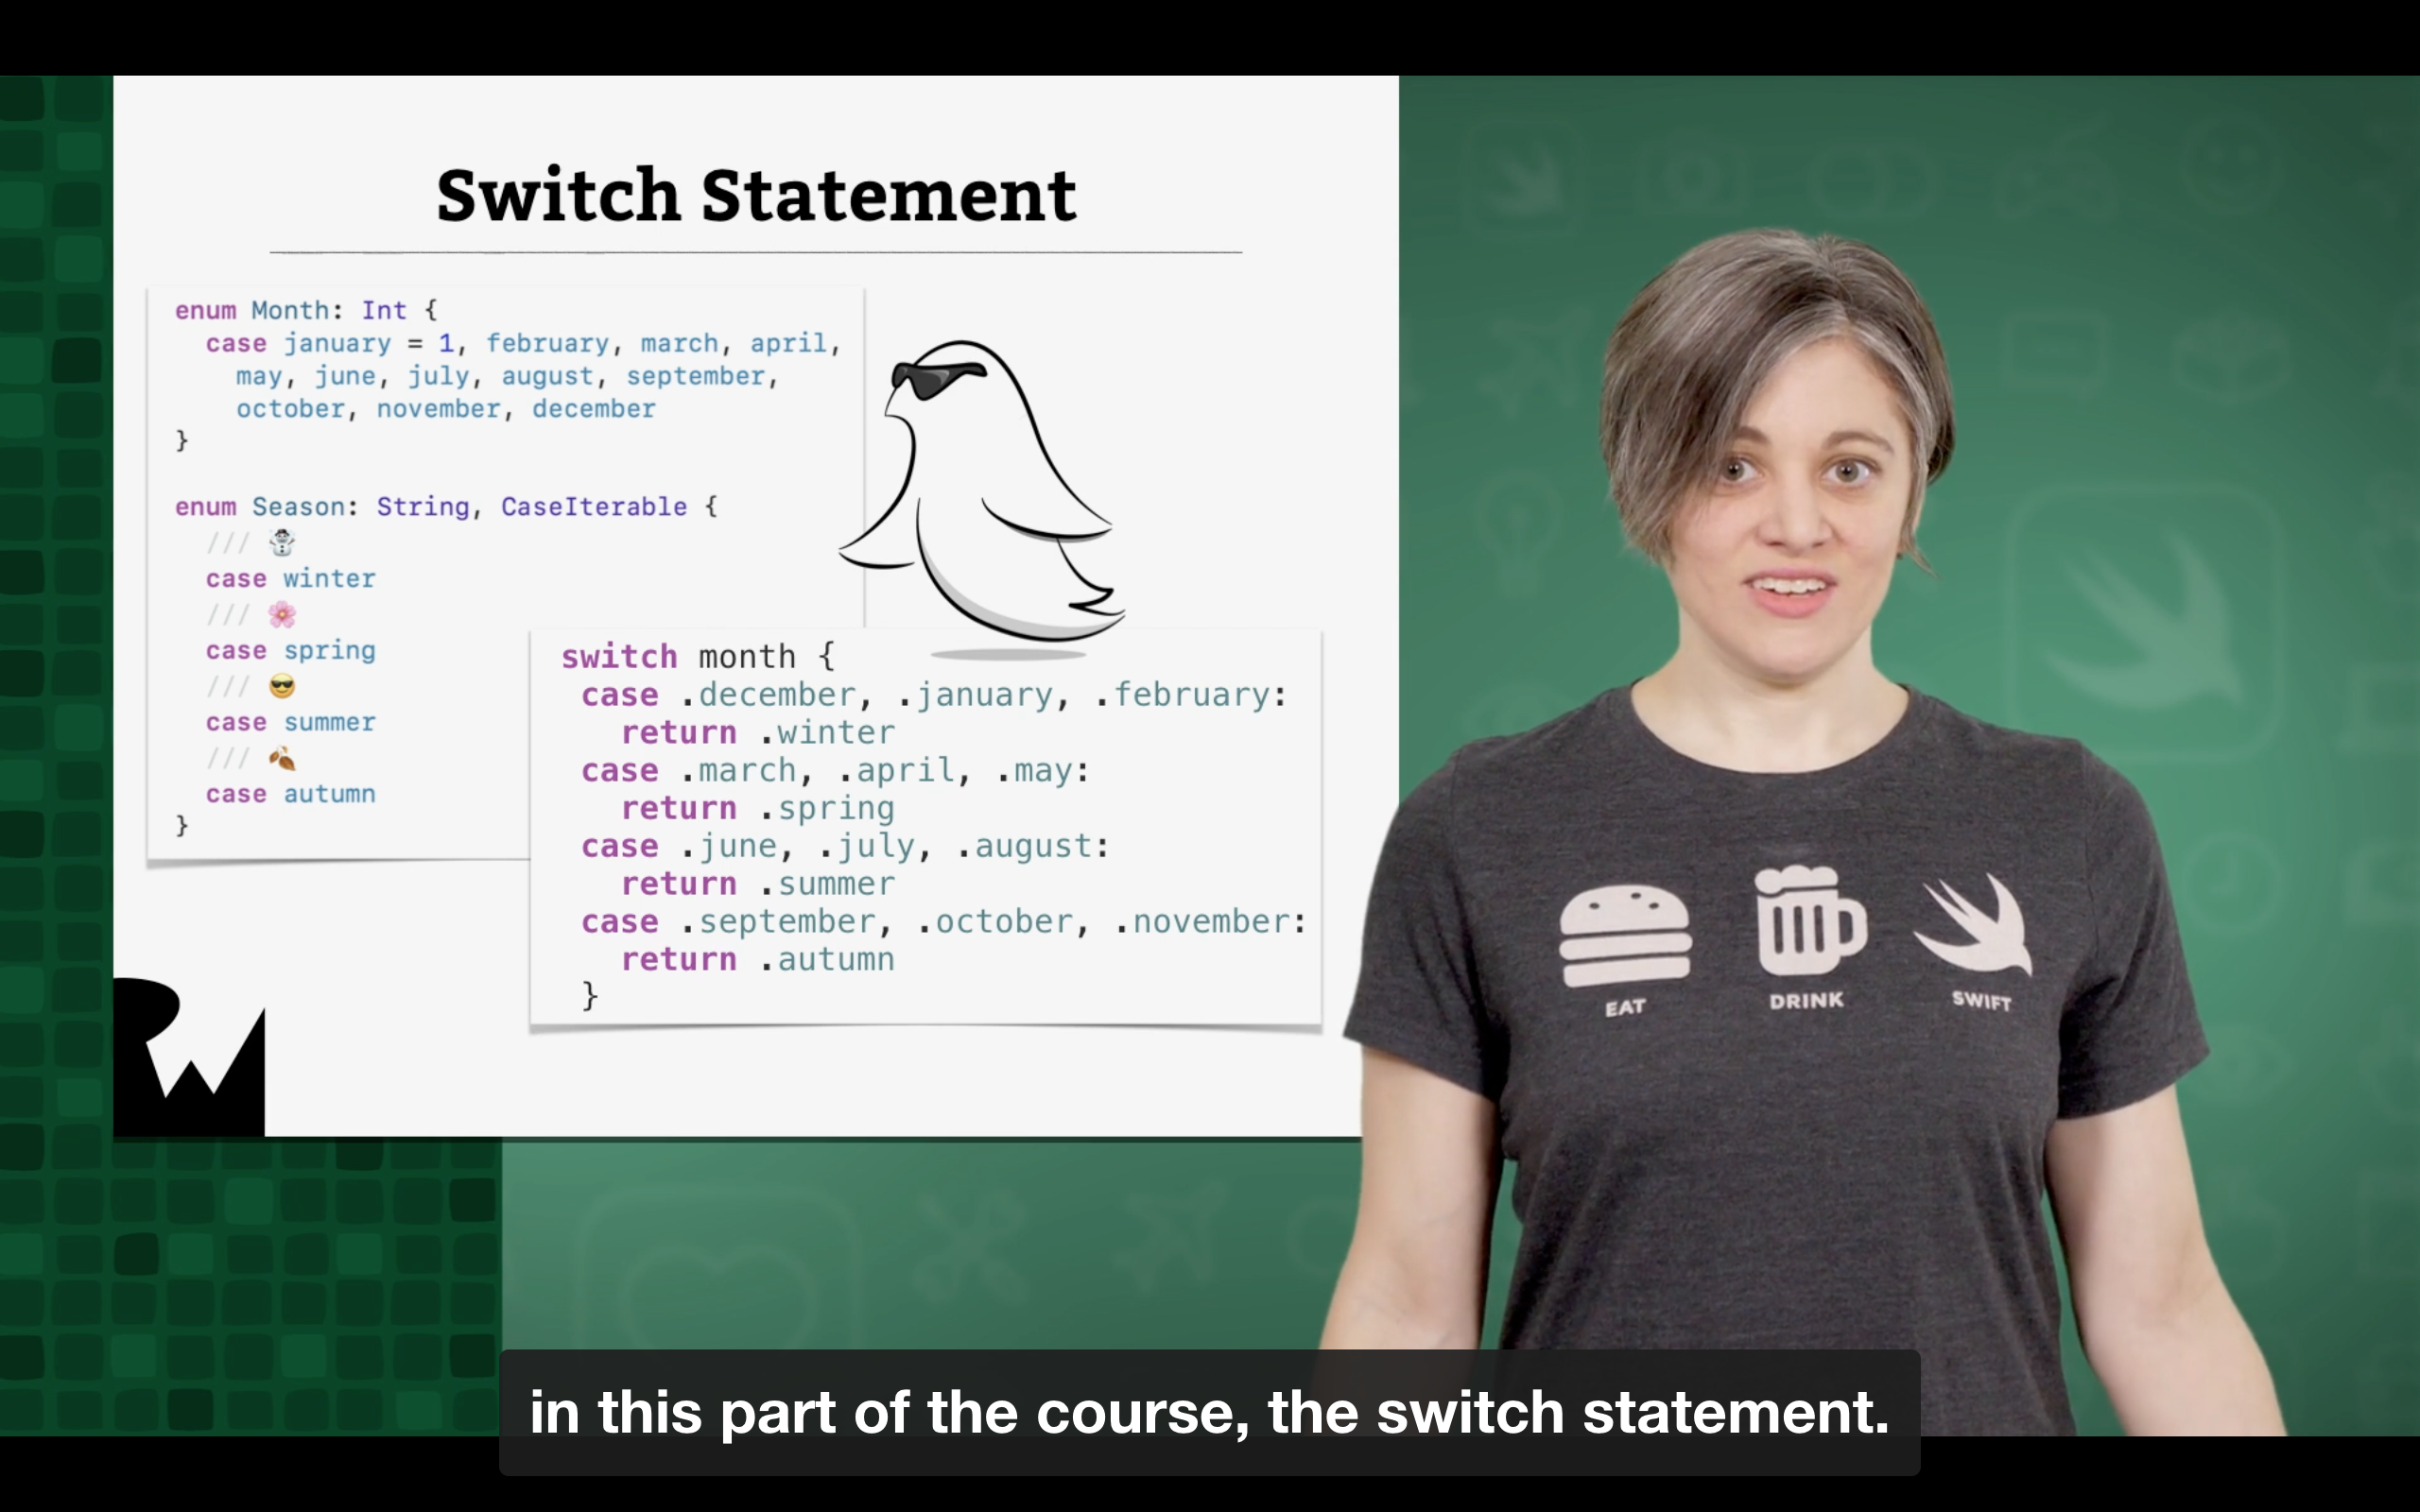 Switch Statement
enum Month: Int {
case january = 1, february, march, april,
may, june, july, august, september,
october, november, december
}
enum Season: String, CaseIterable {
/// ☃️
case winter
/// 🌸
case spring
/// 😎
case summer
/// 🍂
case autumn
}
switch month {
case .december, .january, .february:
return .winter
case .march, .april, .may:
return .spring
case .june, .july, .august:
return .summer
case .september, .october, .november:
return .autumn
}
RW
EAT DRINK SWIFT
in this part of the course, the switch statement.